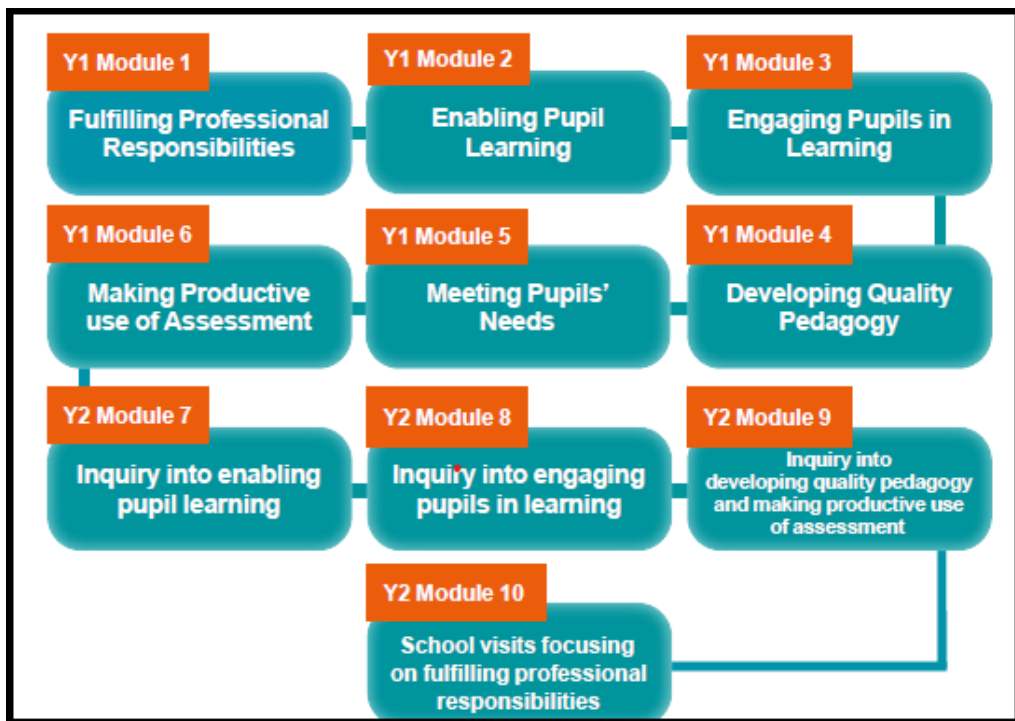 Y1 Module 1
Fulfilling Professional
Responsibilities
Y1 Module 2
Enabling Pupil
Learning
Y1 Module 3
Engaging Pupils in
Learning
Y1 Module 6
Making Productive
use of Assessment
Y1 Module 5
Meeting Pupils’
Needs
Y1 Module 4
Developing Quality
Pedagogy
Y2 Module 7
Inquiry into enabling
pupil learning
Y2 Module 8
Inquiry into engaging
pupils in learning
Y2 Module 9
Inquiry into
developing quality pedagogy
and making productive use
of assessment
Y2 Module 10
School visits focusing
on fulfilling professional
responsibilities